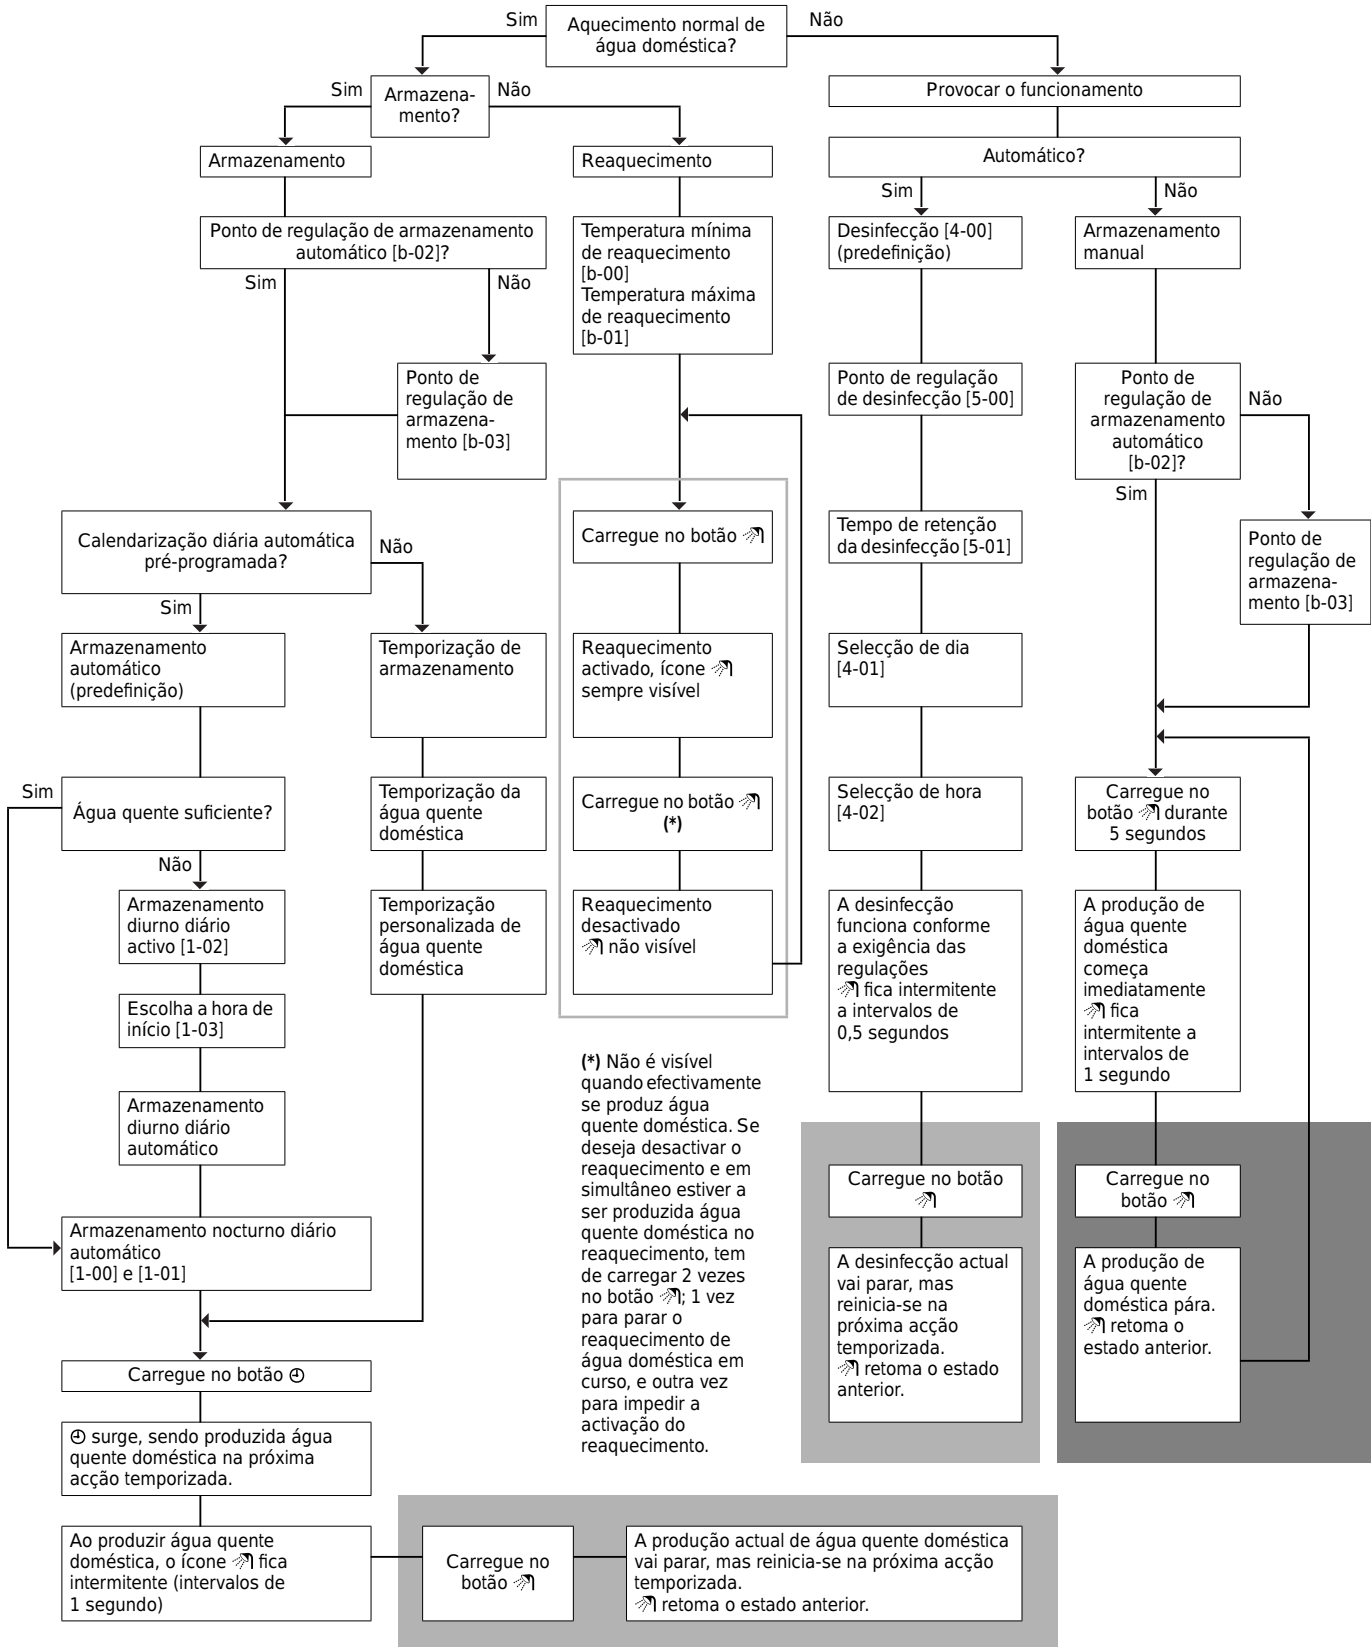 Sim
Aquecimento normal de
água doméstica?
Não
Sim
Armazena-
mento?
Não
Provocar o funcionamento
Armazenamento
Reaquecimento
Automático?
Sim
Não
Ponto de regulação de armazenamento
automático [b-02]?
Sim
Não
Temperatura mínima
de reaquecimento
[b-00]
Temperatura máxima
de reaquecimento
[b-01]
Desinfecção [4-00]
(predefinição)
Armazenamento
manual
Ponto de
regulação de
armazena-
mento [b-03]
Ponto de regulação
de desinfecção [5-00]
Ponto de
regulação de
armazenamento
automático
[b-02]?
Não
Sim
Calendarização diária automática
pré-programada?
Não
Sim
Carregue no botão
Tempo de retenção
da desinfecção [5-01]
Ponto de
regulação de
armazena-
mento [b-03]
Armazenamento
automático
(predefinição)
Temporização de
armazenamento
Reaquecimento
activado, ícone
sempre visível
Selecção de dia
[4-01]
Sim
Água quente suficiente?
Não
Temporização da
água quente
doméstica
Carregue no botão
(*)
Selecção de hora
[4-02]
Carregue no
botão durante
5 segundos
Armazenamento
diurno diário
activo [1-02]
Temporização
personalizada de
água quente
doméstica
Reaquecimento
desactivado
não visível
A desinfecção
funciona conforme
a exigência das
regulações
fica intermitente
a intervalos de
0,5 segundos
A produção de
água quente
doméstica
começa
imediatamente
fica
intermitente a
intervalos de
1 segundo
Escolha a hora de
início [1-03]
Armazenamento
diurno diário
automático
(*) Não é visível
quando efectivamente
se produz água
quente doméstica. Se
deseja desactivar o
reaquecimento e em
simultâneo estiver a
ser produzida água
quente doméstica no
reaquecimento, tem
de carregar 2 vezes
no botão ; 1 vez
para parar o
reaquecimento de
água doméstica em
curso, e outra vez
para impedir a
activação do
reaquecimento.
Carregue no botão
Carregue no
botão
Armazenamento nocturno diário
automático
[1-00] e [1-01]
A desinfecção actual
vai parar, mas
reinicia-se na
próxima acção
temporizada.
retoma o estado
anterior.
A produção de
água quente
doméstica pára.
retoma o
estado anterior.
Carregue no botão
surge, sendo produzida água
quente doméstica na próxima
acção temporizada.
Ao produzir água quente
doméstica, o ícone fica
intermitente (intervalos de
1 segundo)
Carregue no
botão
A produção actual de água quente doméstica
vai parar, mas reinicia-se na próxima acção
temporizada.
retoma o estado anterior.